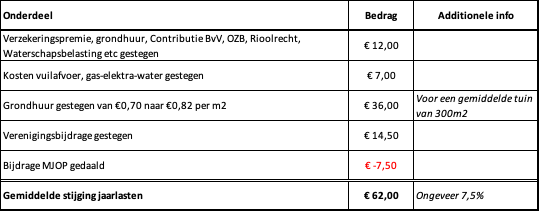 Onderdeel Bedrag Additionele info
Verzekeringspremie, grondhuur, Contributie BvV, OZB, Rioolrecht,
Waterschapsbelasting etc gestegen € 12,00
Kosten vuilafvoer, gas-elektra-water gestegen € 7,00
Grondhuur gestegen van €0,70 naar €0,82 per m2 € 36,00 Voor een gemiddelde tuin
van 300m2
Verenigingsbijdrage gestegen € 14,50
Bijdrage MJOP gedaald € -7,50
Gemiddelde stijging jaarlasten € 62,00 Ongeveer 7,5%